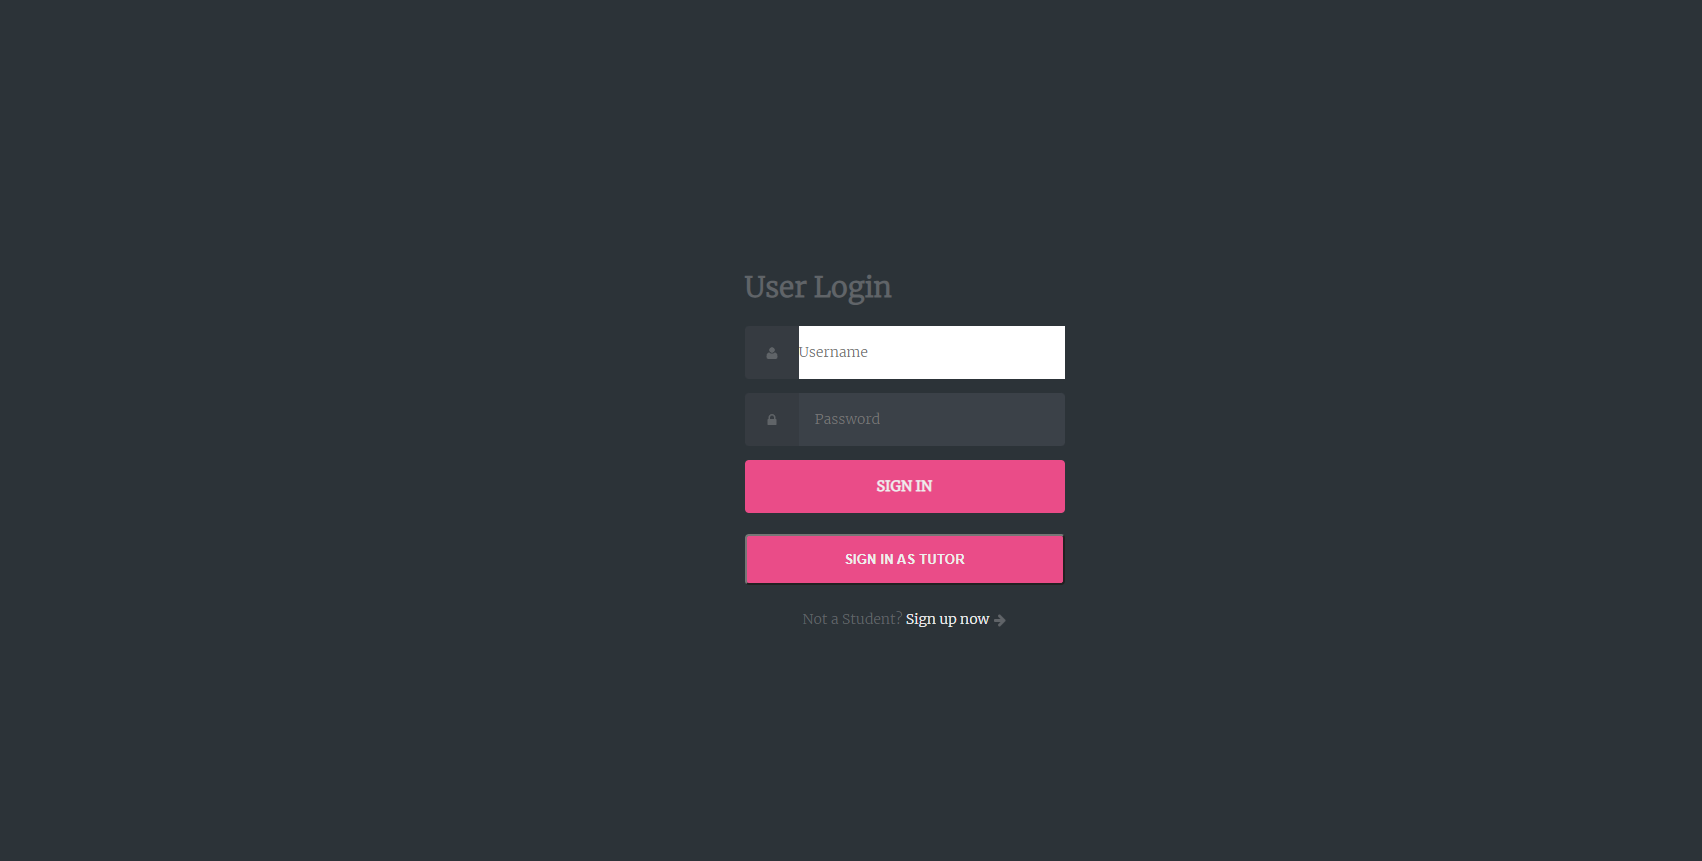 User Login
Username
Password
SIGN IN
SIGN IN AS TUTOR
Not a Student? Sign up now